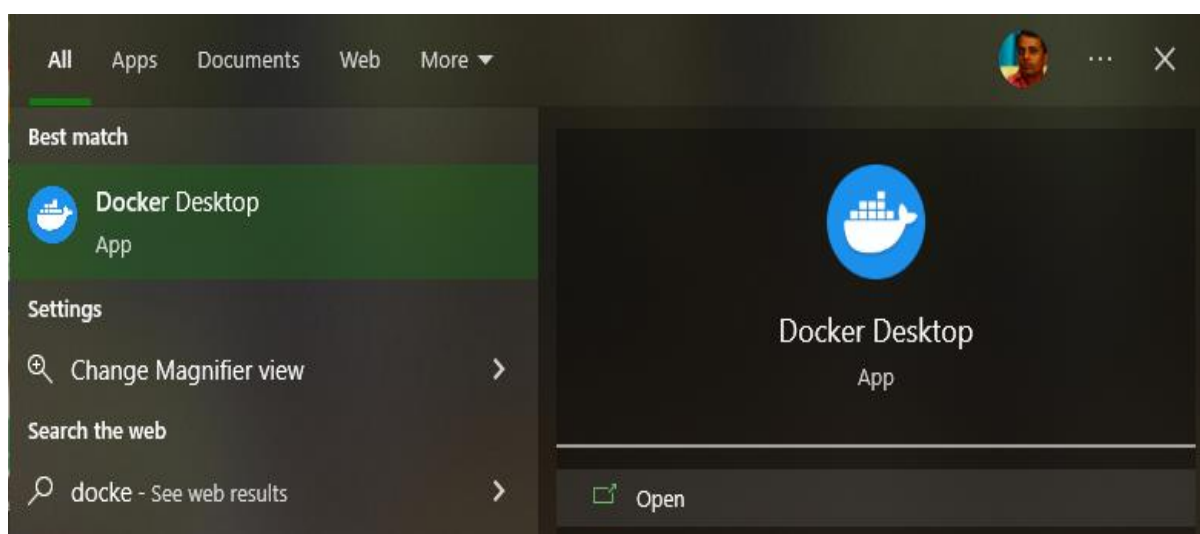 All Apps Documents Web More
Best match
Docker Desktop
App
Settings
Change Magnifier view
Search the web
docke - See web results
Docker Desktop
App
Open